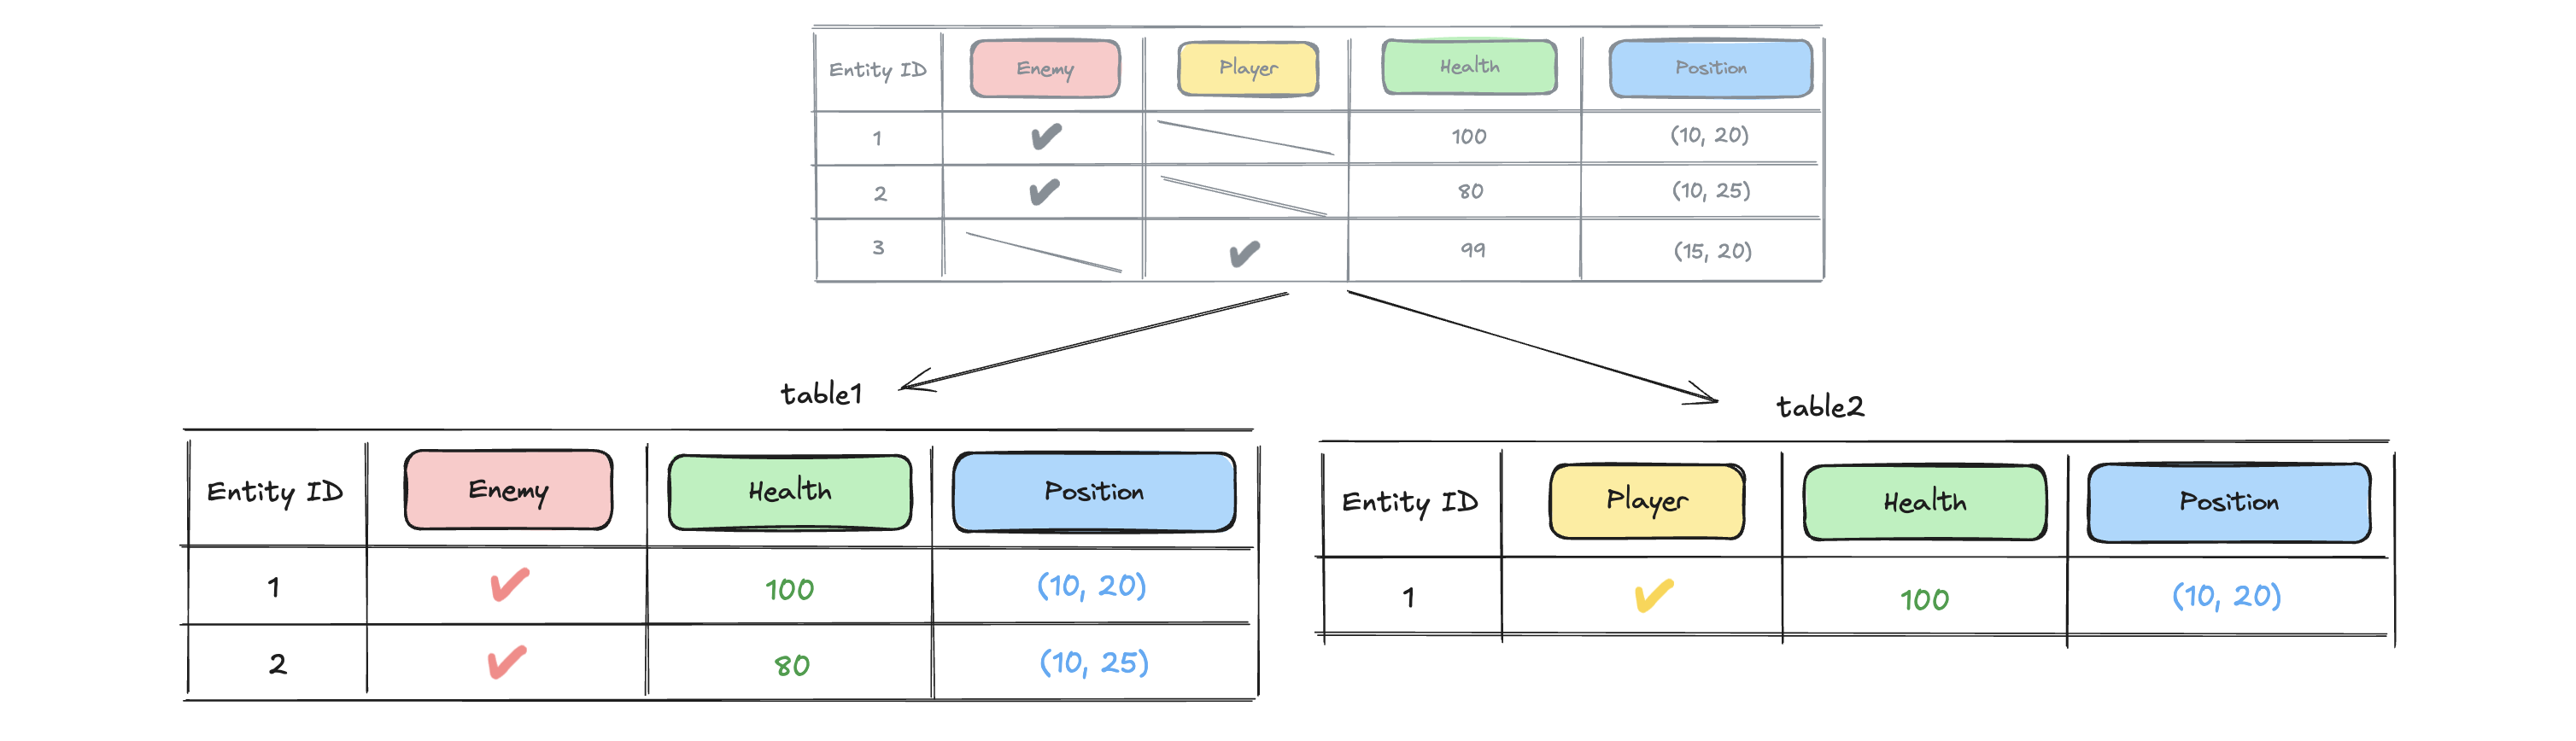 Entity ID Enemy Player Health Position
1 ✔ 100 (10, 20)
2 ✔ 80 (10, 25)
3 ✔ 99 (15, 20)
table1
Entity ID Enemy Health Position
1 ✔ 100 (10, 20)
2 ✔ 80 (10, 25)
table2
Entity ID Player Health Position
1 ✔ 100 (10, 20)